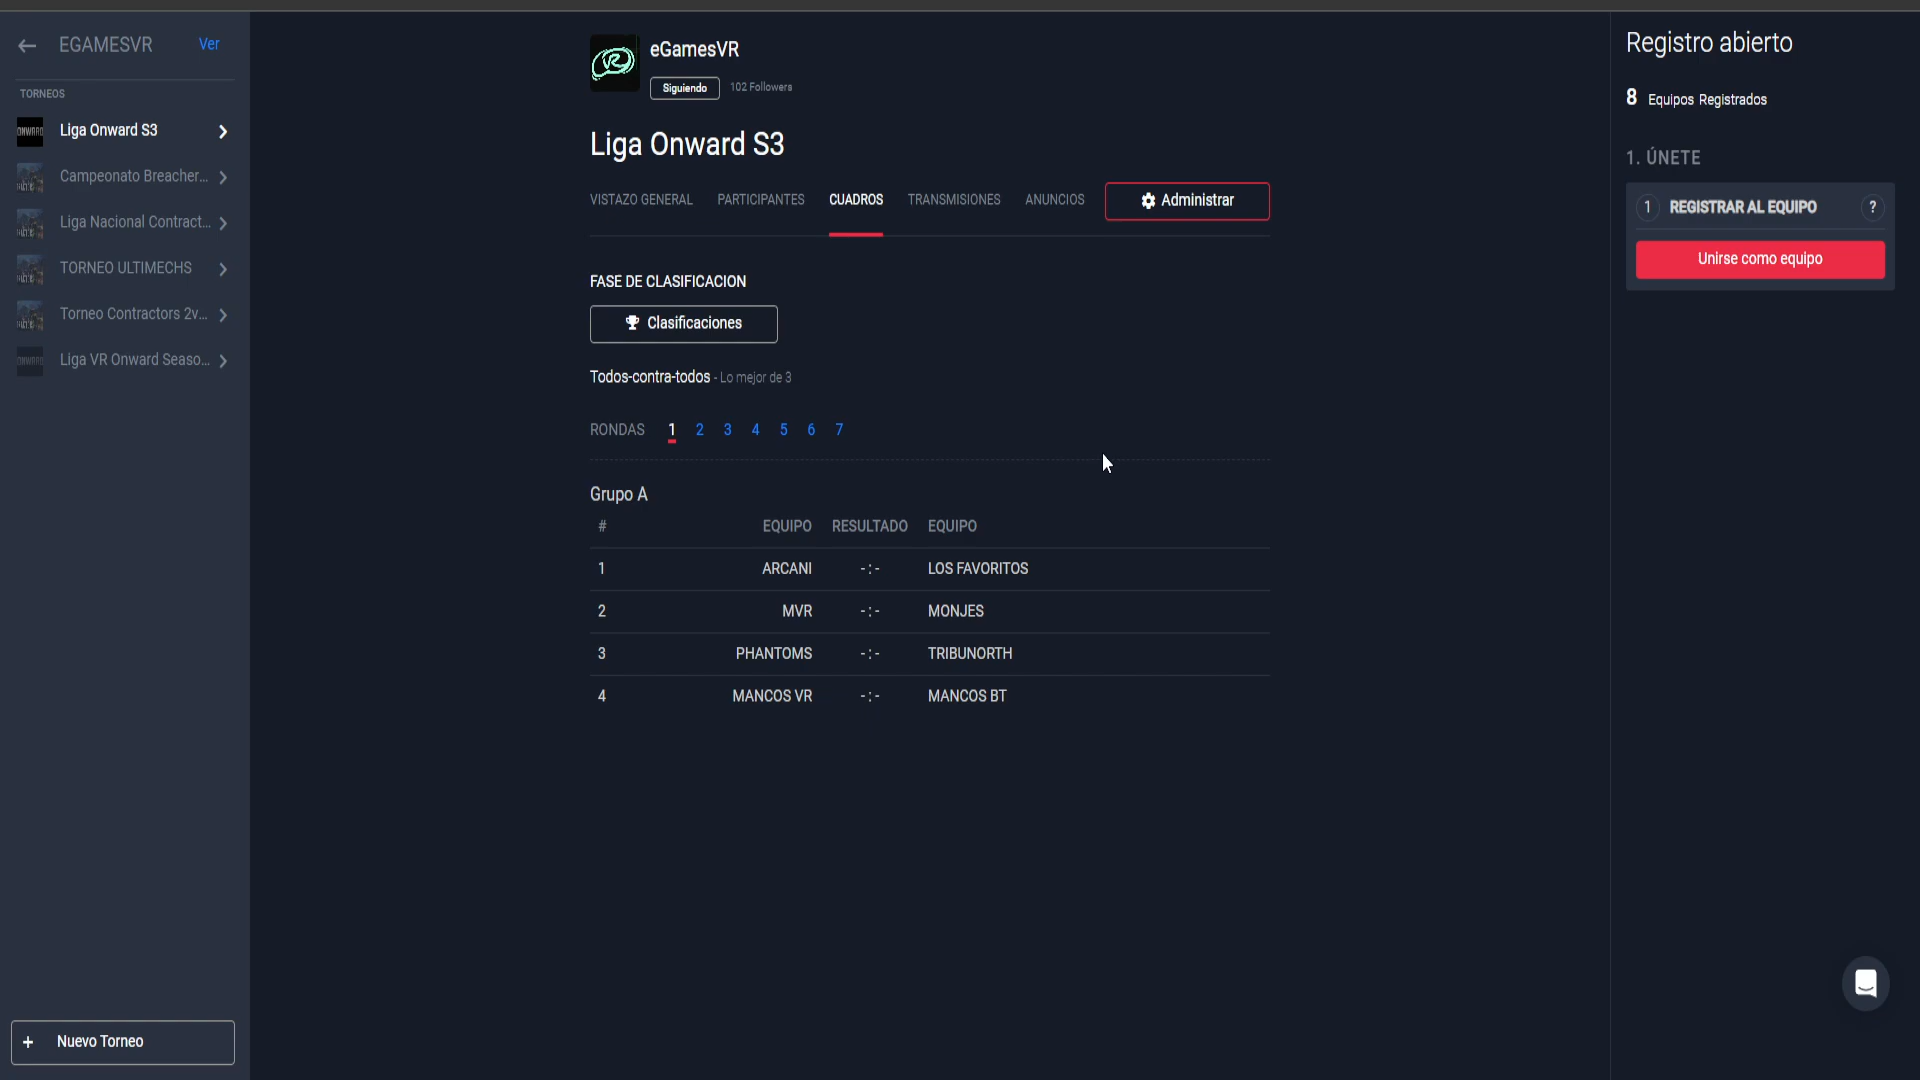 EGAMESVR Ver
TORNEOS
Liga Onward S3
Campeonato Breacher...
Liga Nacional Contract...
TORNEO ULTIMECHS
Torneo Contractors 2v...
Liga VR Onward Seaso...
+ Nuevo Torneo
eGamesVR
Siguiendo 102 Followers
Liga Onward S3
VISTAZO GENERAL PARTICIPANTES CUADROS TRANSMISIONES ANUNCIOS Administrar
FASE DE CLASIFICACION
Clasificaciones
Todos-contra-todos - Lo mejor de 3
RONDAS 1 2 3 4 5 6 7
Grupo A
# EQUIPO RESULTADO EQUIPO
1 ARCANI - : - LOS FAVORITOS
2 MVR - : - MONJES
3 PHANTOMS - : - TRIBUNORTH
4 MANCOS VR - : - MANCOS BT
Registro abierto
8 Equipos Registrados
1. ÚNETE
1 REGISTRAR AL EQUIPO ?
Unirse como equipo